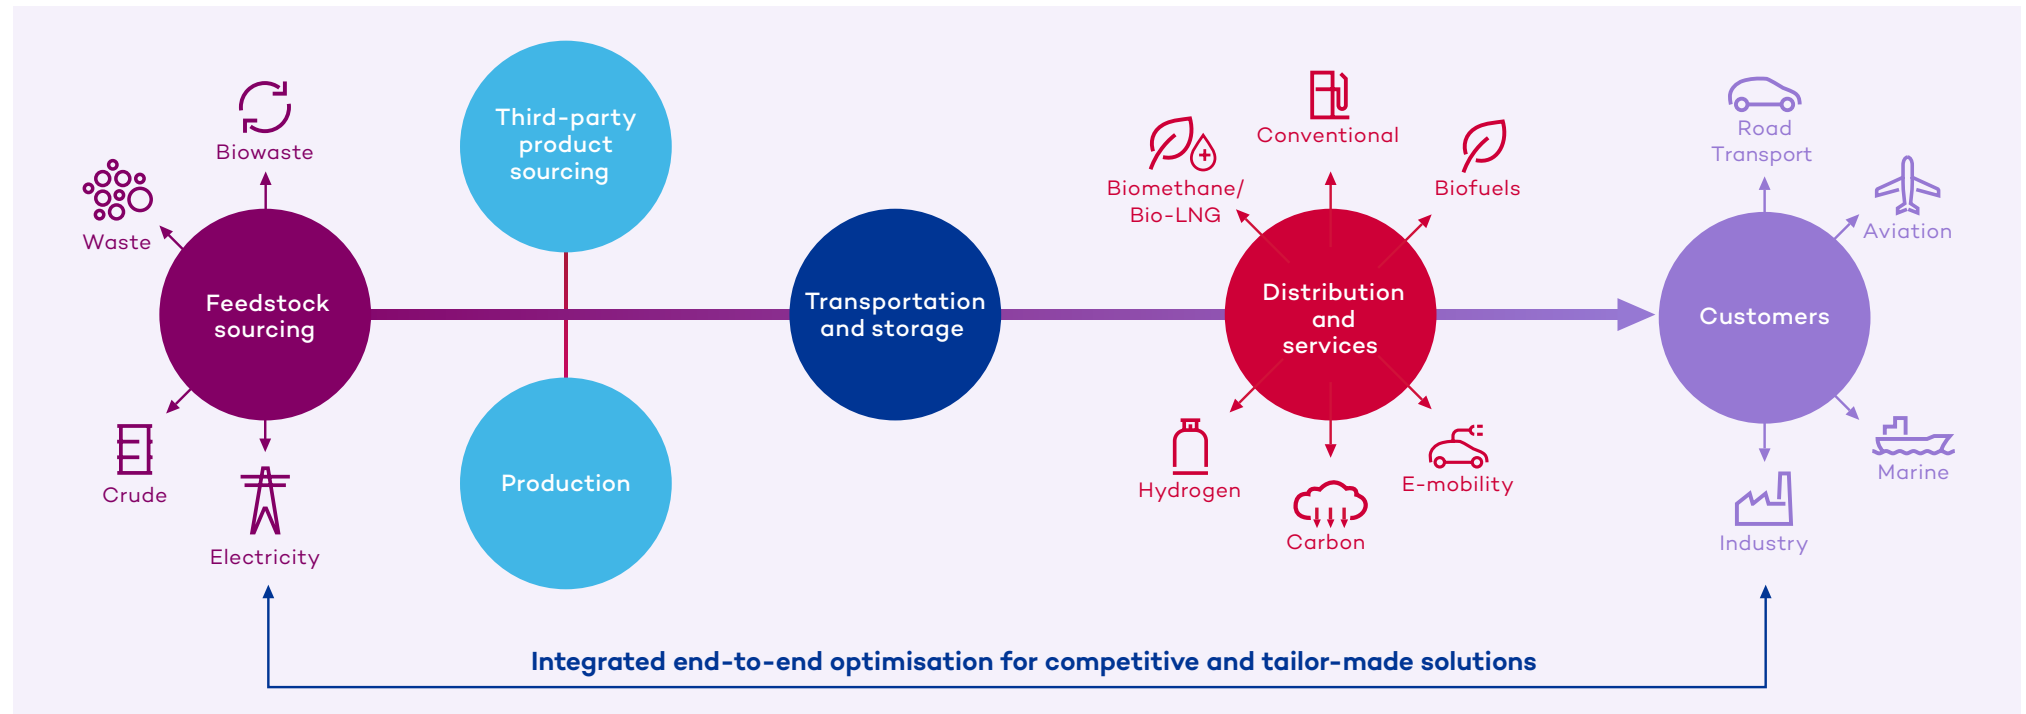 Biowaste
Waste
Feedstock
sourcing
Crude
Electricity
Third-party
product
sourcing
Production
Transportation
and storage
Biomethane/
Bio-LNG
Conventional
Biofuels
Distribution
and
services
Hydrogen
Carbon
E-mobility
Road
Transport
Aviation
Customers
Marine
Industry
Integrated end-to-end optimisation for competitive and tailor-made solutions